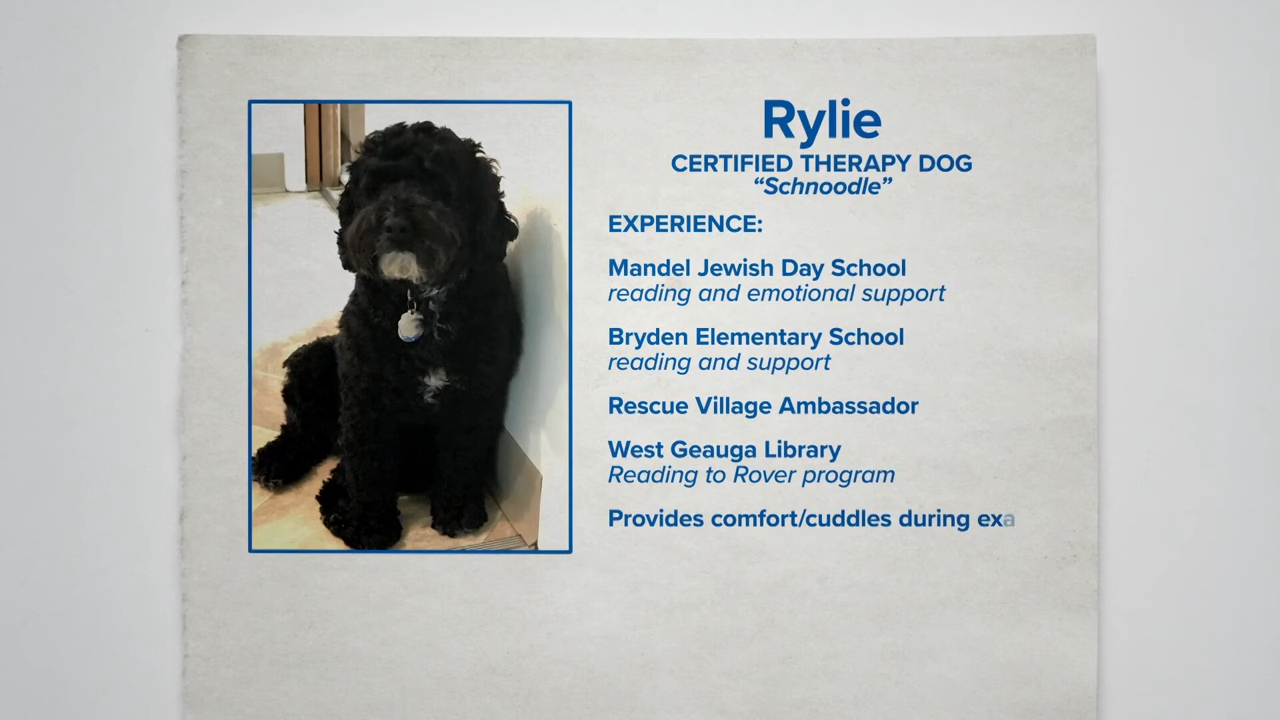 Rylie
CERTIFIED THERAPY DOG
“Schnoodle”
EXPERIENCE:
Mandel Jewish Day School
reading and emotional support
Bryden Elementary School
reading and support
Rescue Village Ambassador
West Geauga Library
Reading to Rover program
Provides comfort/cuddles during exa